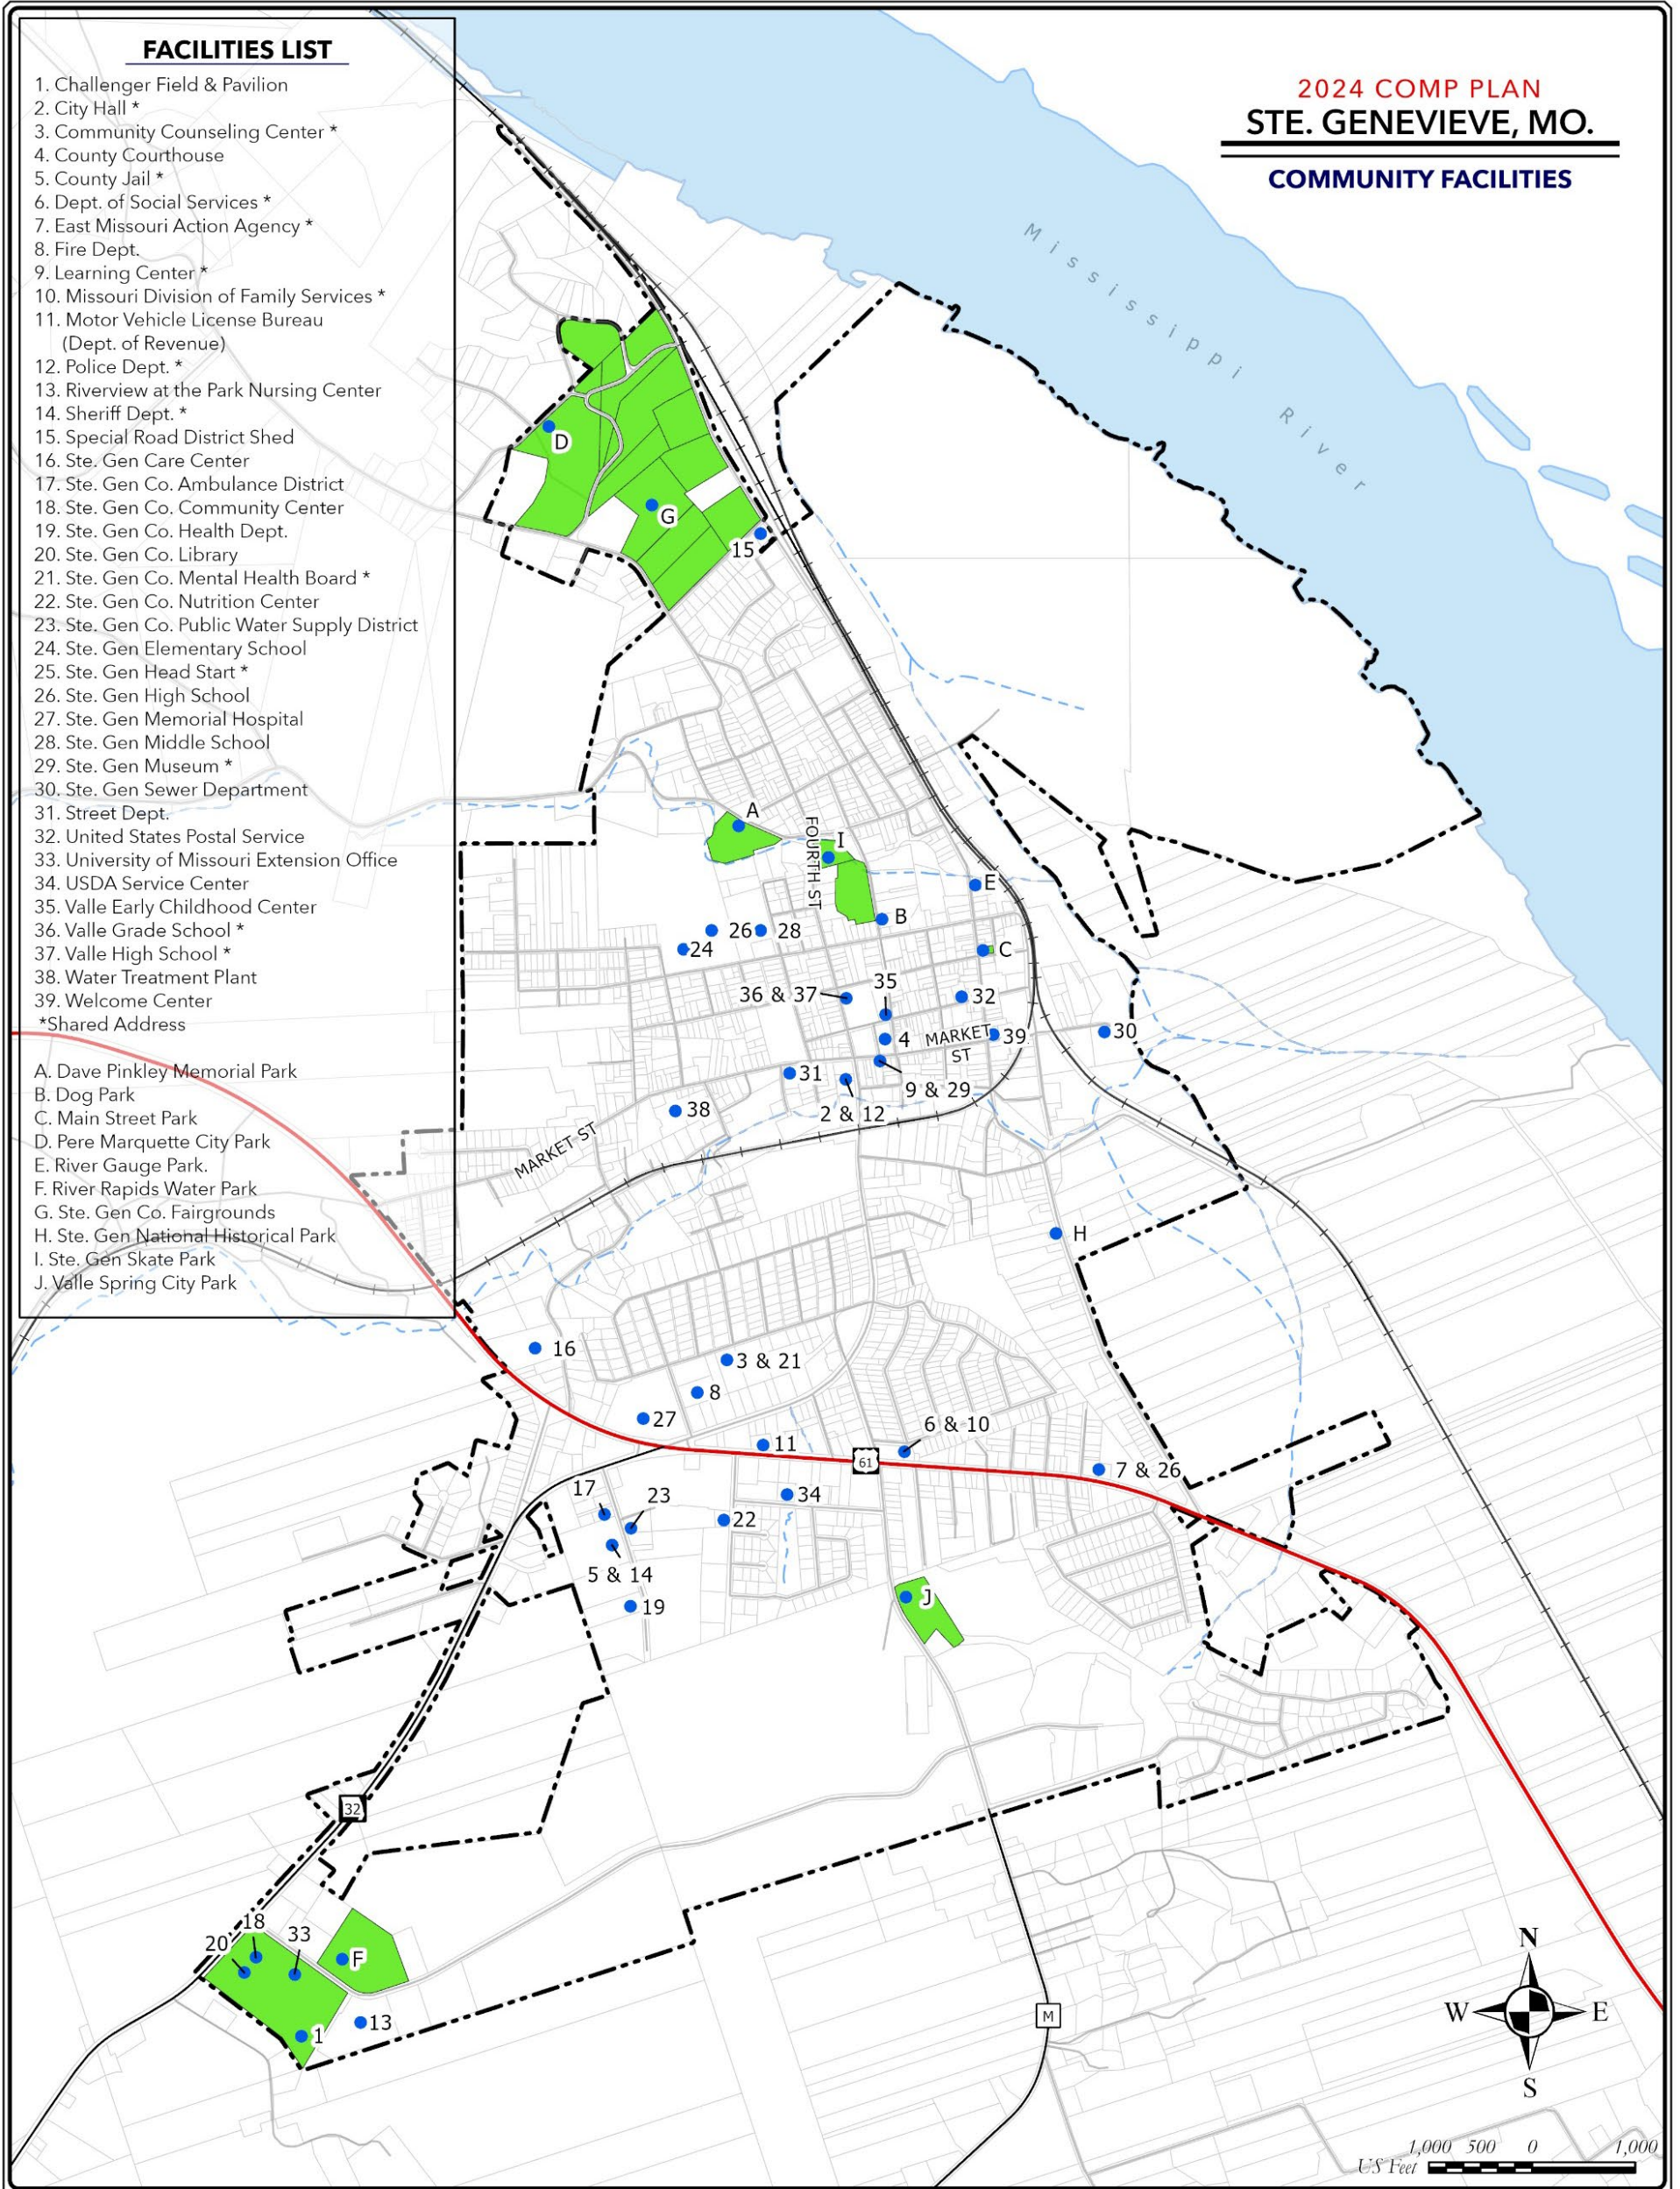 FACILITIES LIST
1. Challenger Field & Pavilion
2. City Hall *
3. Community Counseling Center *
4. County Courthouse
5. County Jail *
6. Dept. of Social Services *
7. East Missouri Action Agency *
8. Fire Dept.
9. Learning Center *
10. Missouri Division of Family Services *
11. Motor Vehicle License Bureau
(Dept. of Revenue)
12. Police Dept. *
13. Riverview at the Park Nursing Center
14. Sheriff Dept. *
15. Special Road District Shed
16. Ste. Gen Care Center
17. Ste. Gen Co. Ambulance District
18. Ste. Gen Co. Community Center
19. Ste. Gen Co. Health Dept.
20. Ste. Gen Co. Library
21. Ste. Gen Co. Mental Health Board *
22. Ste. Gen Co. Nutrition Center
23. Ste. Gen Co. Public Water Supply District
24. Ste. Gen Elementary School
25. Ste. Gen Head Start *
26. Ste. Gen High School
27. Ste. Gen Memorial Hospital
28. Ste. Gen Middle School
29. Ste. Gen Museum *
30. Ste. Gen Sewer Department
31. Street Dept.
32. United States Postal Service
33. University of Missouri Extension Office
34. USDA Service Center
35. Valle Early Childhood Center
36. Valle Grade School *
37. Valle High School *
38. Water Treatment Plant
39. Welcome Center
*Shared Address
A. Dave Pinkley Memorial Park
B. Dog Park
C. Main Street Park
D. Pere Marquette City Park
E. River Gauge Park.
F. River Rapids Water Park
G. Ste. Gen Co. Fairgrounds
H. Ste. Gen National Historical Park
I. Ste. Gen Skate Park
J. Valle Spring City Park
2024 COMP PLAN
STE. GENEVIEVE, MO.
COMMUNITY FACILITIES
Mississippi River
D
G
15
A
FOURTH ST
I
E
B
26
28
24
C
35
36 & 37
32
4
MARKET
ST
39
30
31
9 & 29
38
2 & 12
MARKET ST
H
16
3 & 21
8
27
6 & 10
11
61
7 & 26
17
23
34
22
5 & 14
19
J
32
18
20
33
F
13
1
M
N
W
E
S
1,000 500 0 1,000
US Feet